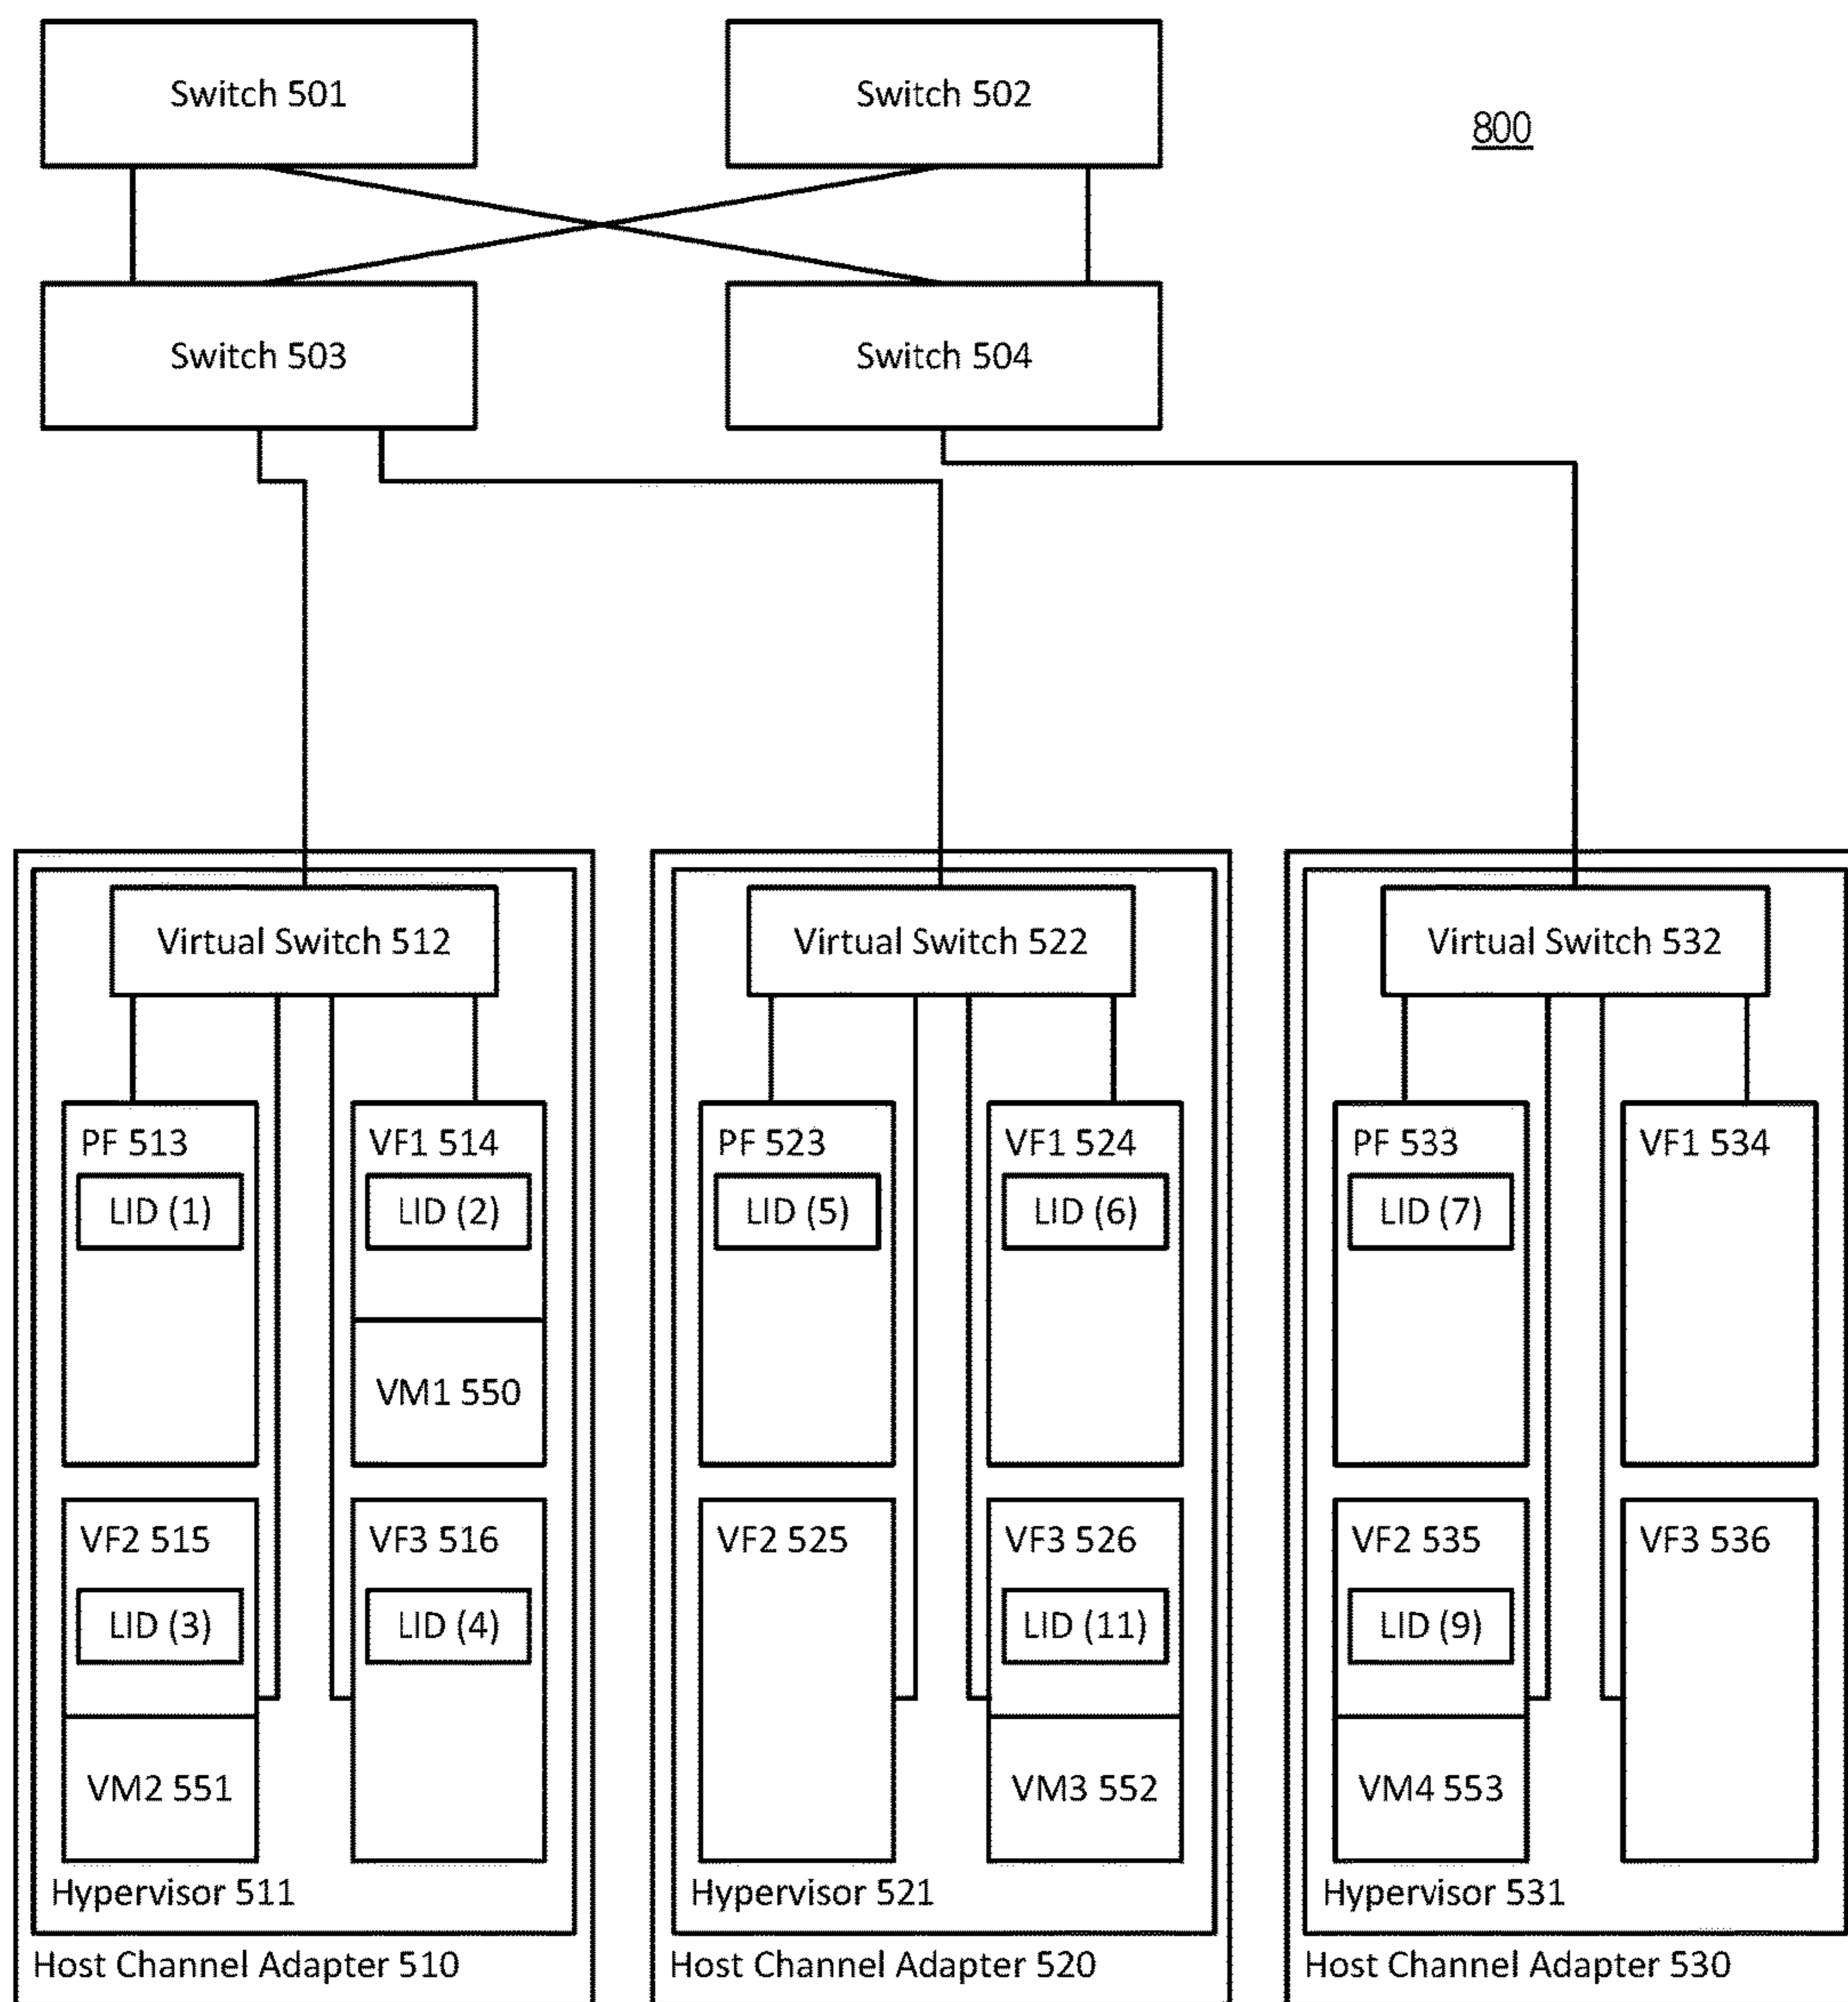 Switch 501
Switch 502
800
Switch 503
Switch 504
Virtual Switch 512
Virtual Switch 522
Virtual Switch 532
PF 513
LID (1)
VF1 514
LID (2)
VM1 550
PF 523
LID (5)
VF1 524
LID (6)
PF 533
LID (7)
VF1 534
VF2 515
LID (3)
VM2 551
VF3 516
LID (4)
VF2 525
VF3 526
LID (11)
VM3 552
VF2 535
LID (9)
VM4 553
VF3 536
Hypervisor 511
Hypervisor 521
Hypervisor 531
Host Channel Adapter 510
Host Channel Adapter 520
Host Channel Adapter 530